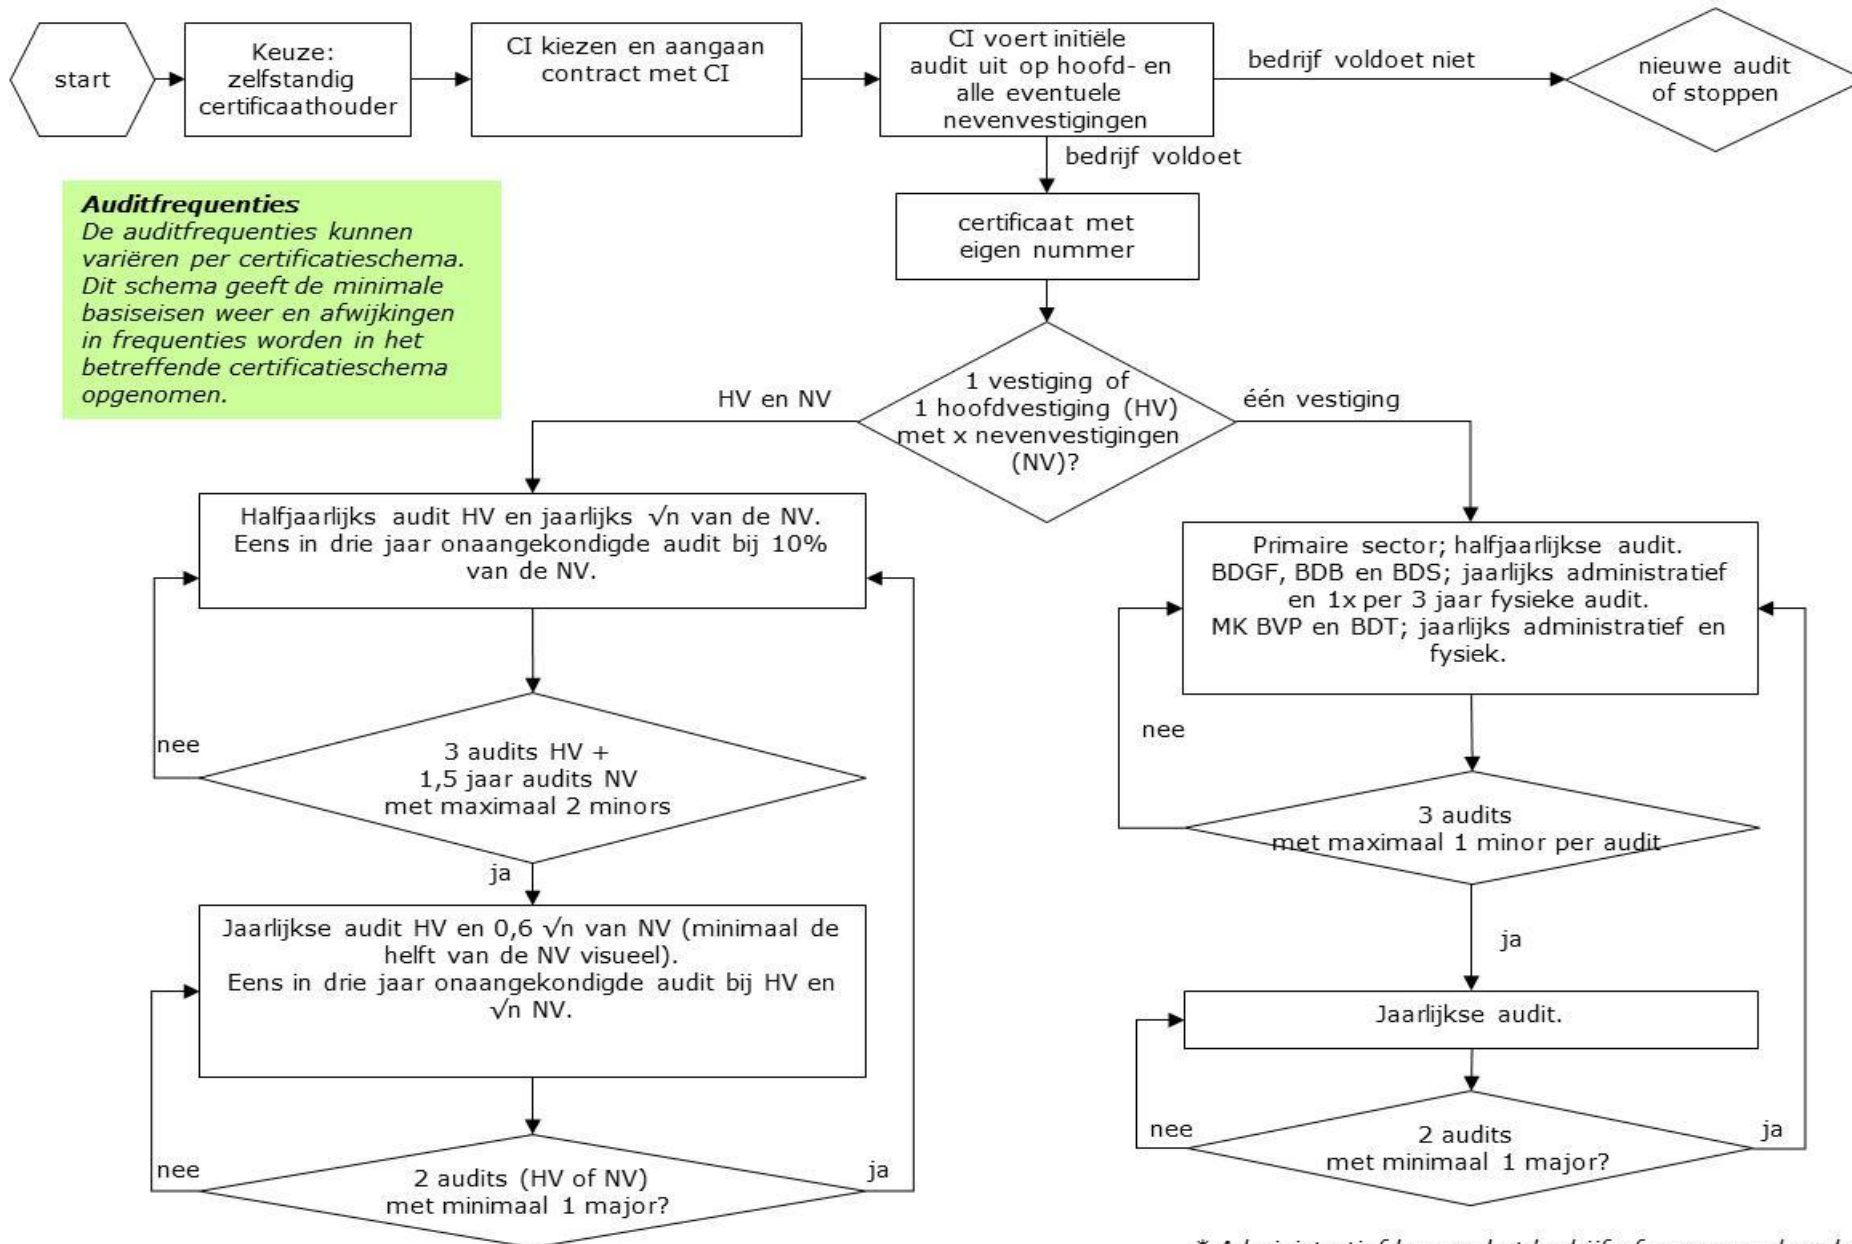 start
Keuze:
zelfstandig
certificaathouder
CI kiezen en aangaan
contract met CI
CI voert initiële
audit uit op hoofd- en
alle eventuele
nevenvestigingen
bedrijf voldoet niet
nieuwe audit
of stoppen
bedrijf voldoet
Auditfrequenties
De auditfrequenties kunnen
variëren per certificatieschema.
Dit schema geeft de minimale
basiseisen weer en afwijkingen
in frequenties worden in het
betreffende certificatieschema
opgenomen.
certificaat met
eigen nummer
1 vestiging of
1 hoofdvestiging (HV)
met x nevenvestigingen
(NV)?
HV en NV
één vestiging
Halfjaarlijks audit HV en jaarlijks √n van de NV.
Eens in drie jaar onaangekondigde audit bij 10%
van de NV.
nee
3 audits HV +
1,5 jaar audits NV
met maximaal 2 minors
ja
Jaarlijkse audit HV en 0,6 √n van NV (minimaal de
helft van de NV visueel).
Eens in drie jaar onaangekondigde audit bij HV en
√n NV.
nee
2 audits (HV of NV)
met minimaal 1 major?
ja
Primaire sector; halfjaarlijkse audit.
BDGF, BDB en BDS; jaarlijks administratief
en 1x per 3 jaar fysieke audit.
MK BVP en BDT; jaarlijks administratief en
fysiek.
nee
3 audits
met maximaal 1 minor per audit
ja
Jaarlijkse audit.
nee
2 audits
met minimaal 1 major?
ja